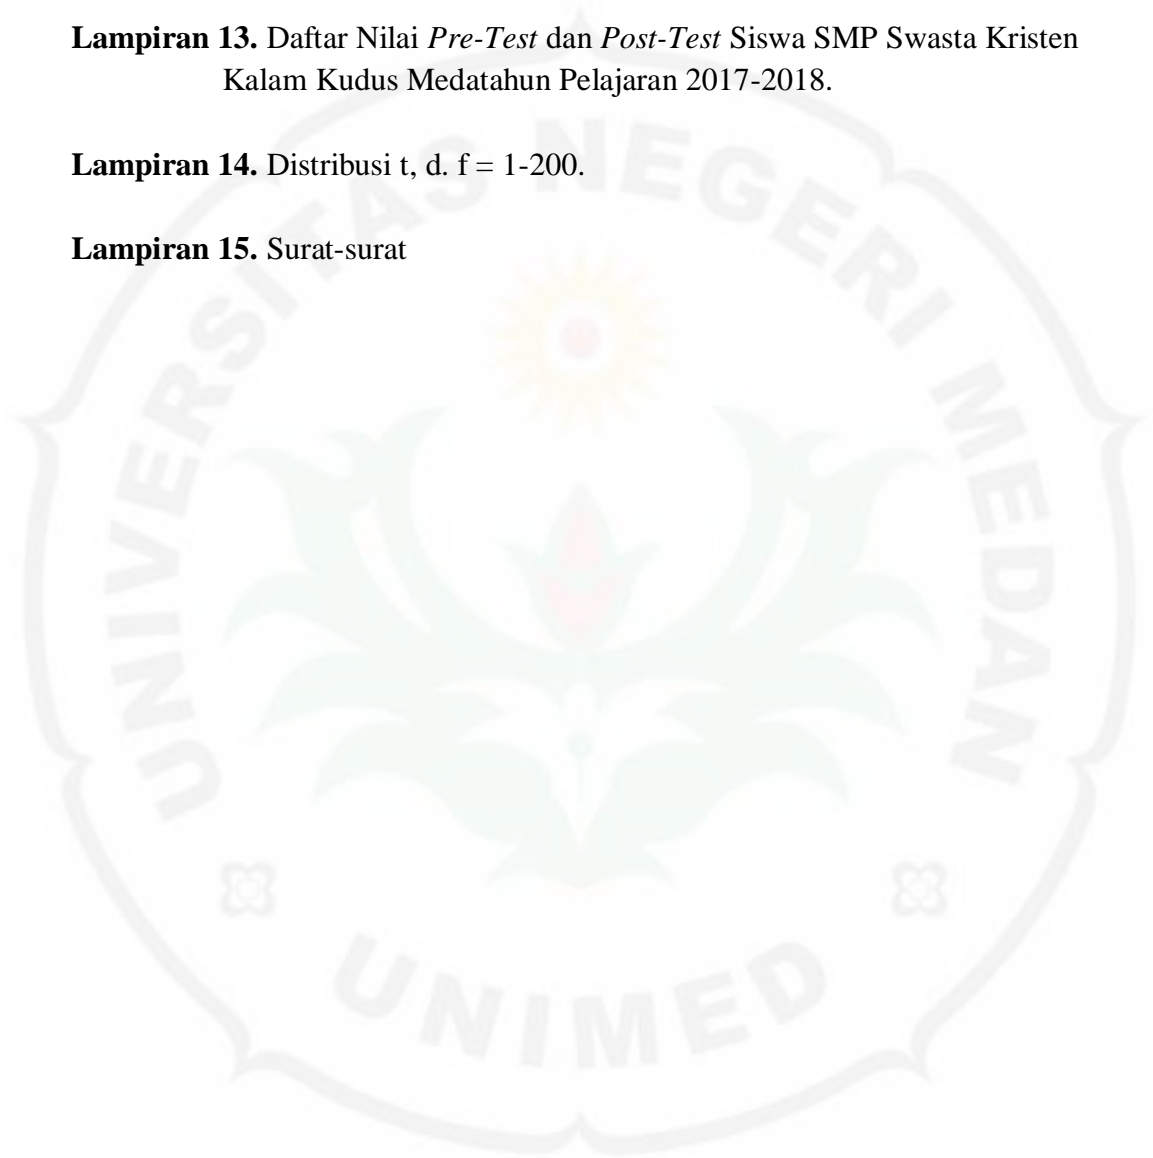 Lampiran 13. Daftar Nilai Pre-Test dan Post-Test Siswa SMP Swasta Kristen
Kalam Kudus Medatahun Pelajaran 2017-2018.
Lampiran 14. Distribusi t, d. f = 1-200.
Lampiran 15. Surat-surat
UNIVERSITAS NEGERI MEDAN
UNIMED